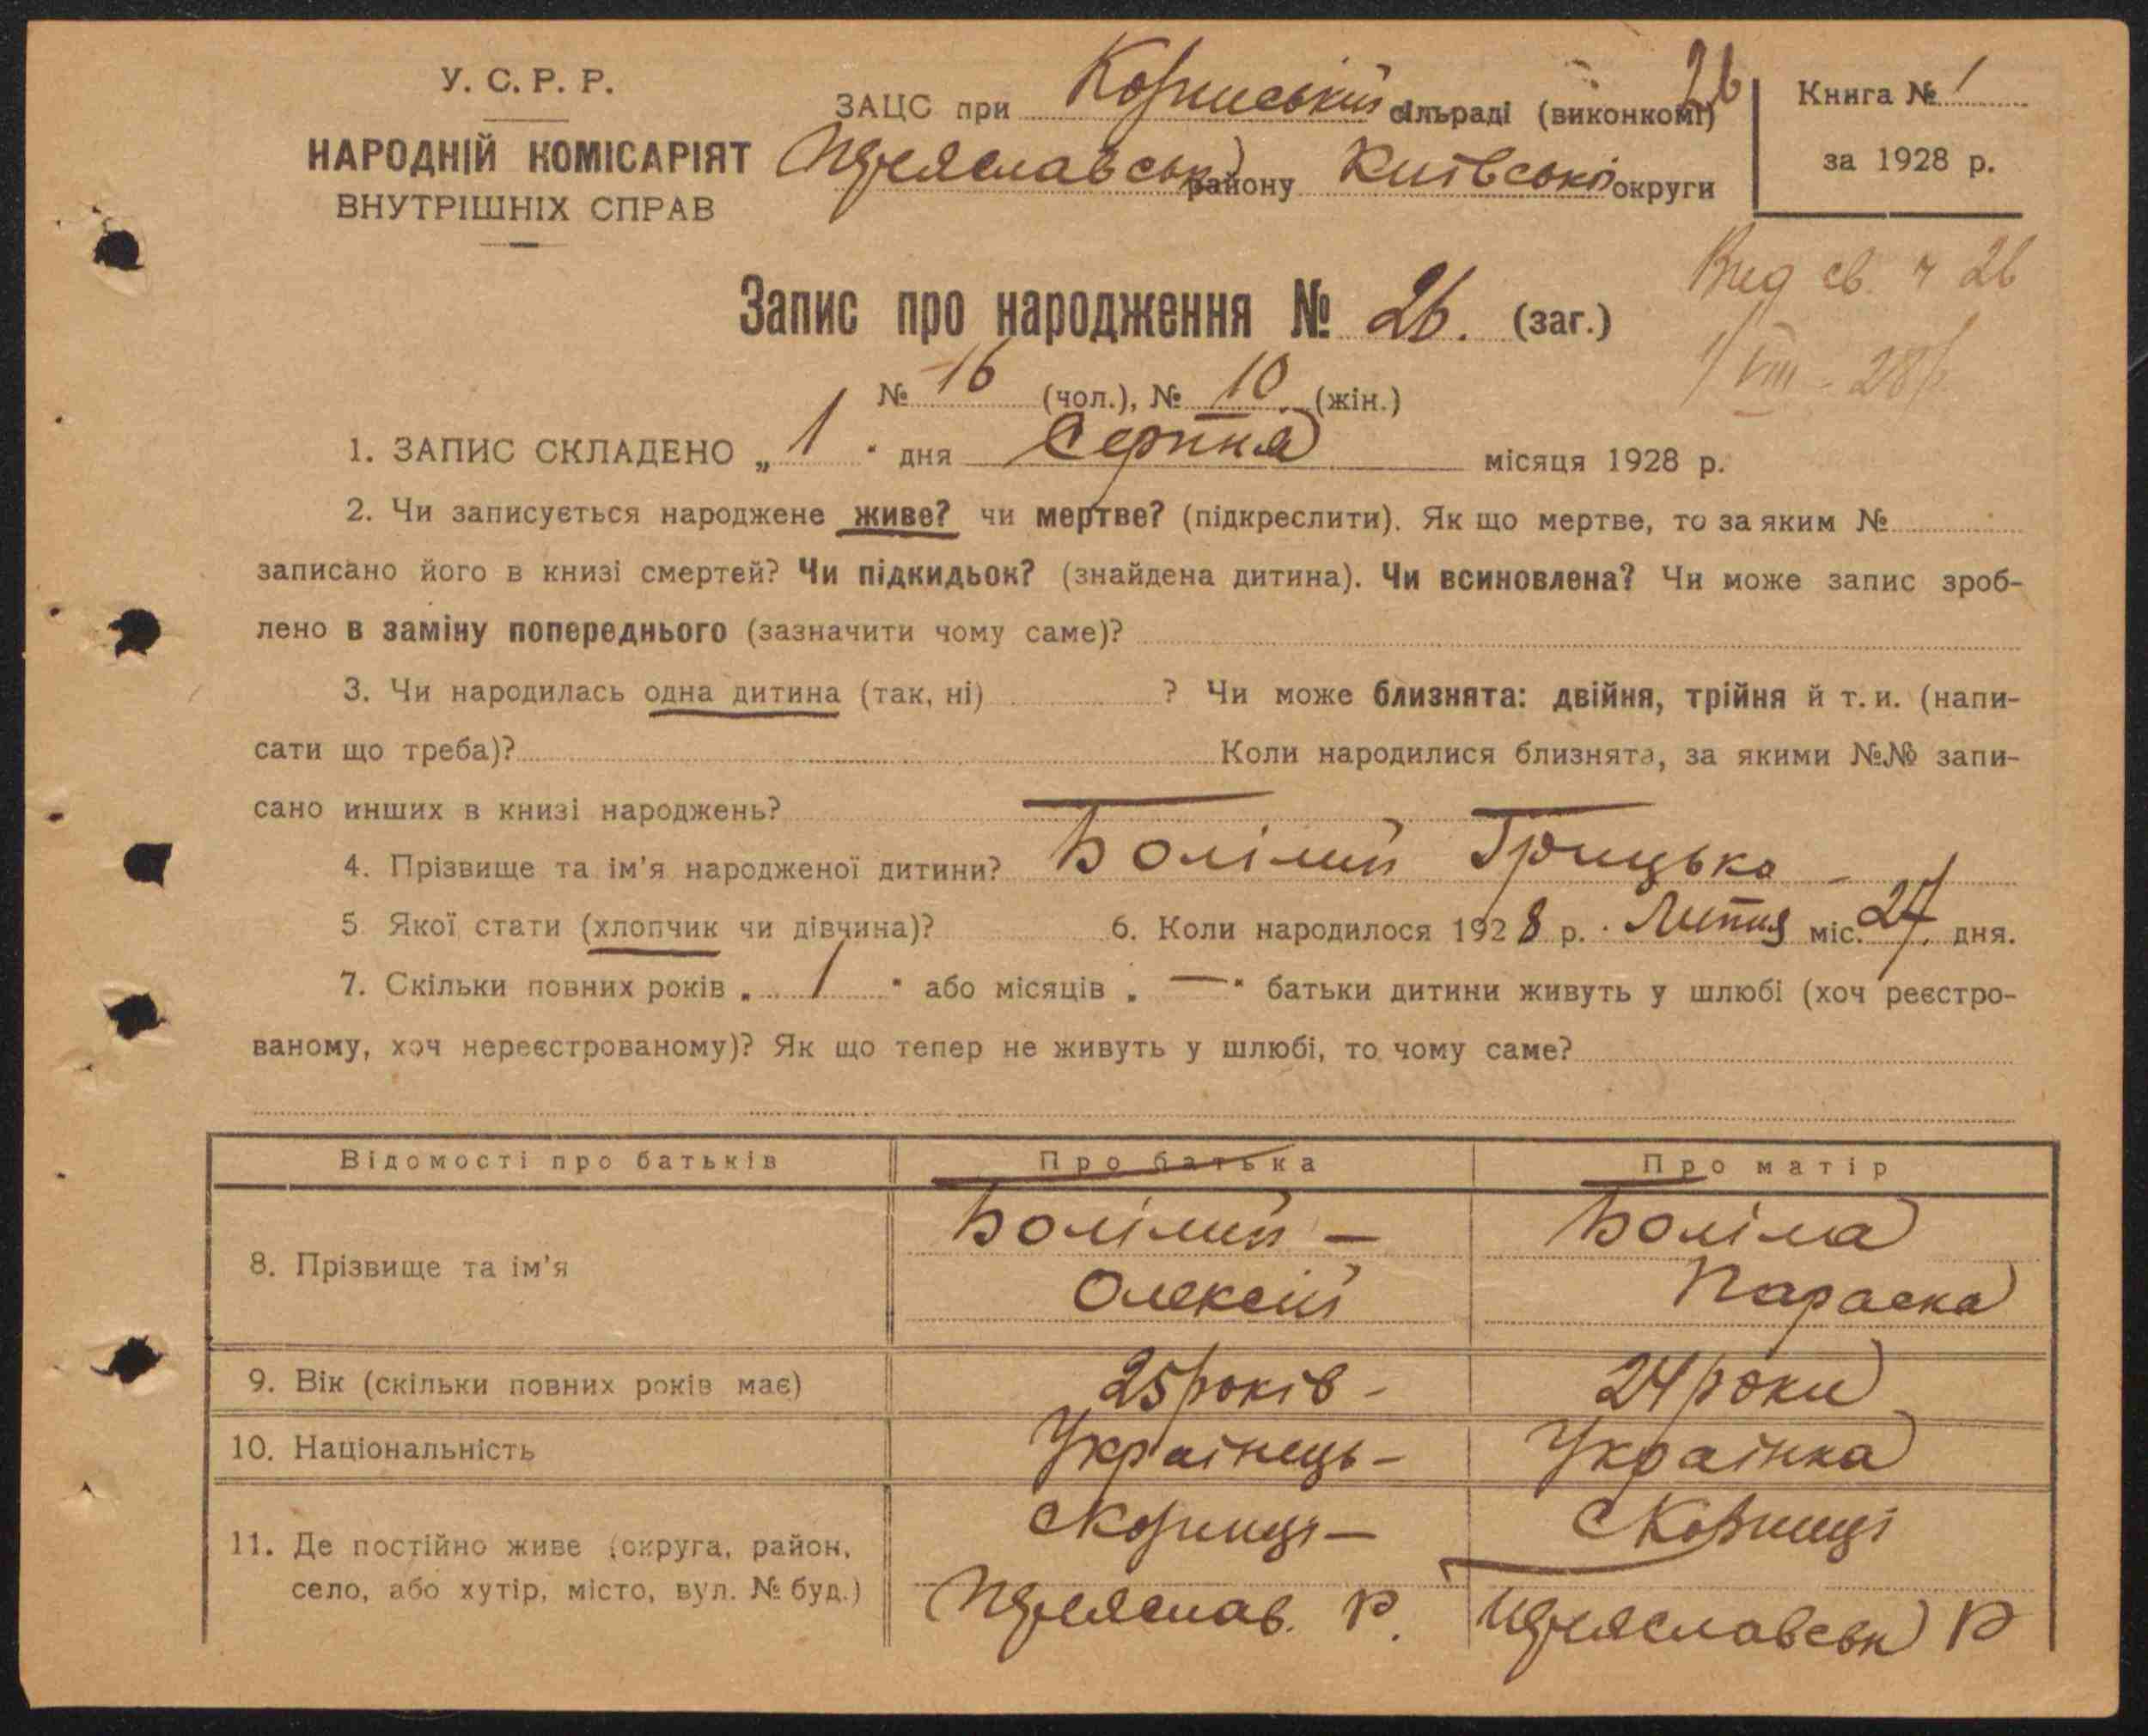 У. С. Р. Р.
НАРОДНІЙ КОМІСАРІЯТ
ВНУТРІШНІХ СПРАВ
26
ЗАЦС при сільраді (виконкомі)
району Київської округи
Книга № 1
за 1928 р.
Вид св. ч 26
1/VIII - 28 р.
Запис про народження № 26. (заг.)
№ 16 (чол.), № 10 (жін.)
1. ЗАПИС СКЛАДЕНО „ 1 " дня Серпня місяця 1928 р.
2. Чи записується народжене живе? чи мертве? (підкреслити). Як що мертве, то за яким №
записано його в книзі смертей? Чи підкидьок? (знайдена дитина). Чи всиновлена? Чи може запис зроб-
лено в заміну попереднього (зазначити чому саме)?
3. Чи народилась одна дитина (так, ні) ? Чи може близнята: двійня, трійня й т. и. (напи-
сати що треба)? Коли народилися близнята, за якими №№ запи-
сано инших в книзі народжень?
4. Прізвище та ім'я народженої дитини? Болілий Грицько
5 Якої стати (хлопчик чи дівчина)? 6. Коли народилося 1928 р. Липня міс. 27. дня.
7. Скільки повних років „ 1 " або місяців „ — " батьки дитини живуть у шлюбі (хоч реєстро-
ваному, хоч нереєстрованому)? Як що тепер не живуть у шлюбі, то чому саме?
Відомості про батьків Про батька Про матір
8. Прізвище та ім'я
Болілий — Боліла
Олексій Параска
9. Вік (скільки повних років має) 25 років - 24 роки
10. Національність Українець - Українка
11. Де постійно живе (округа, район,
село, або хутір, місто, вул. № буд.)
с Кориці — с Корниці
Переяслав. Р. Переяславськ Р